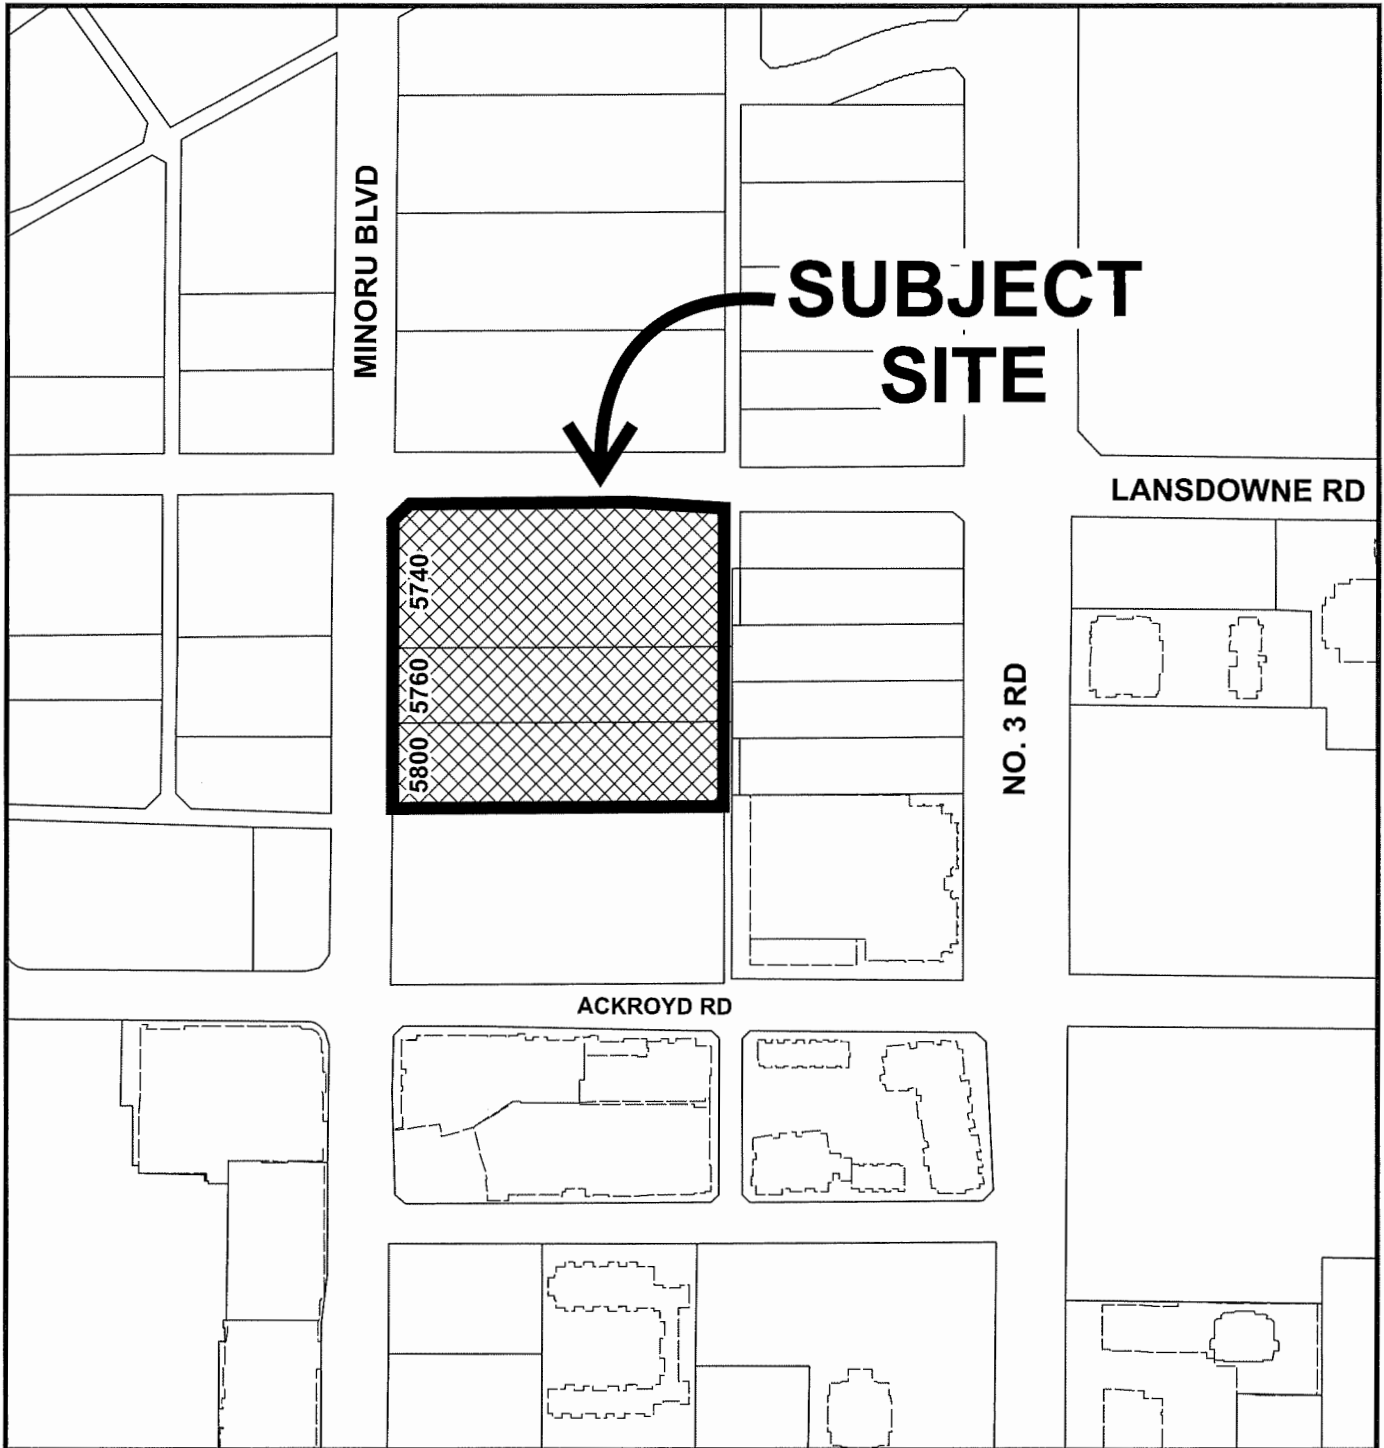 MINORU BLVD
SUBJECT
SITE
LANSDOWNE RD
5740
5760
5800
NO. 3 RD
ACKROYD RD